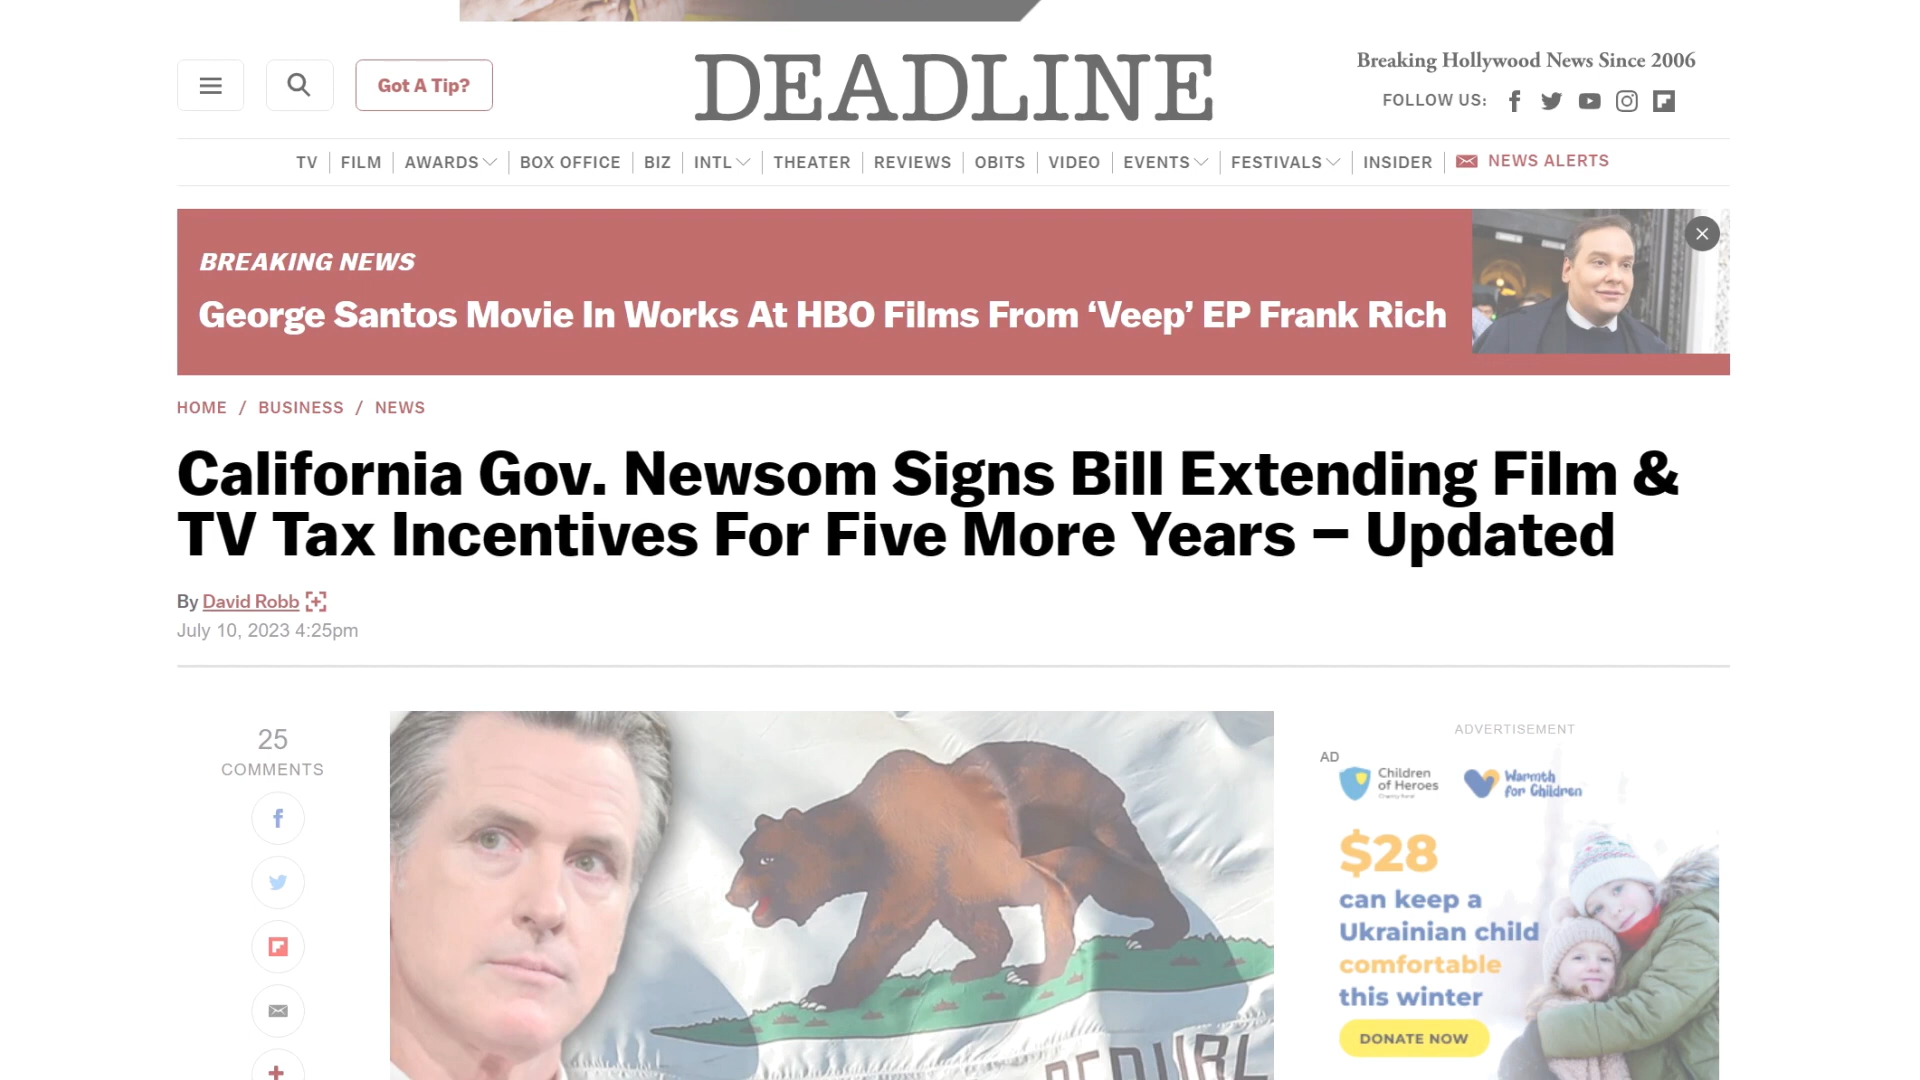 Got A Tip?
DEADLINE
Breaking Hollywood News Since 2006
FOLLOW US:
TV
FILM
AWARDS
BOX OFFICE
BIZ
INTL
THEATER
REVIEWS
OBITS
VIDEO
EVENTS
FESTIVALS
INSIDER
NEWS ALERTS
BREAKING NEWS
George Santos Movie In Works At HBO Films From ‘Veep’ EP Frank Rich
HOME / BUSINESS / NEWS
California Gov. Newsom Signs Bill Extending Film &
TV Tax Incentives For Five More Years – Updated
By David Robb
July 10, 2023 4:25pm
25
COMMENTS
ADVERTISEMENT
AD
Children
of Heroes
Charity Fund
Warmth
for Children
$28
can keep a
Ukrainian child
comfortable
this winter
DONATE NOW